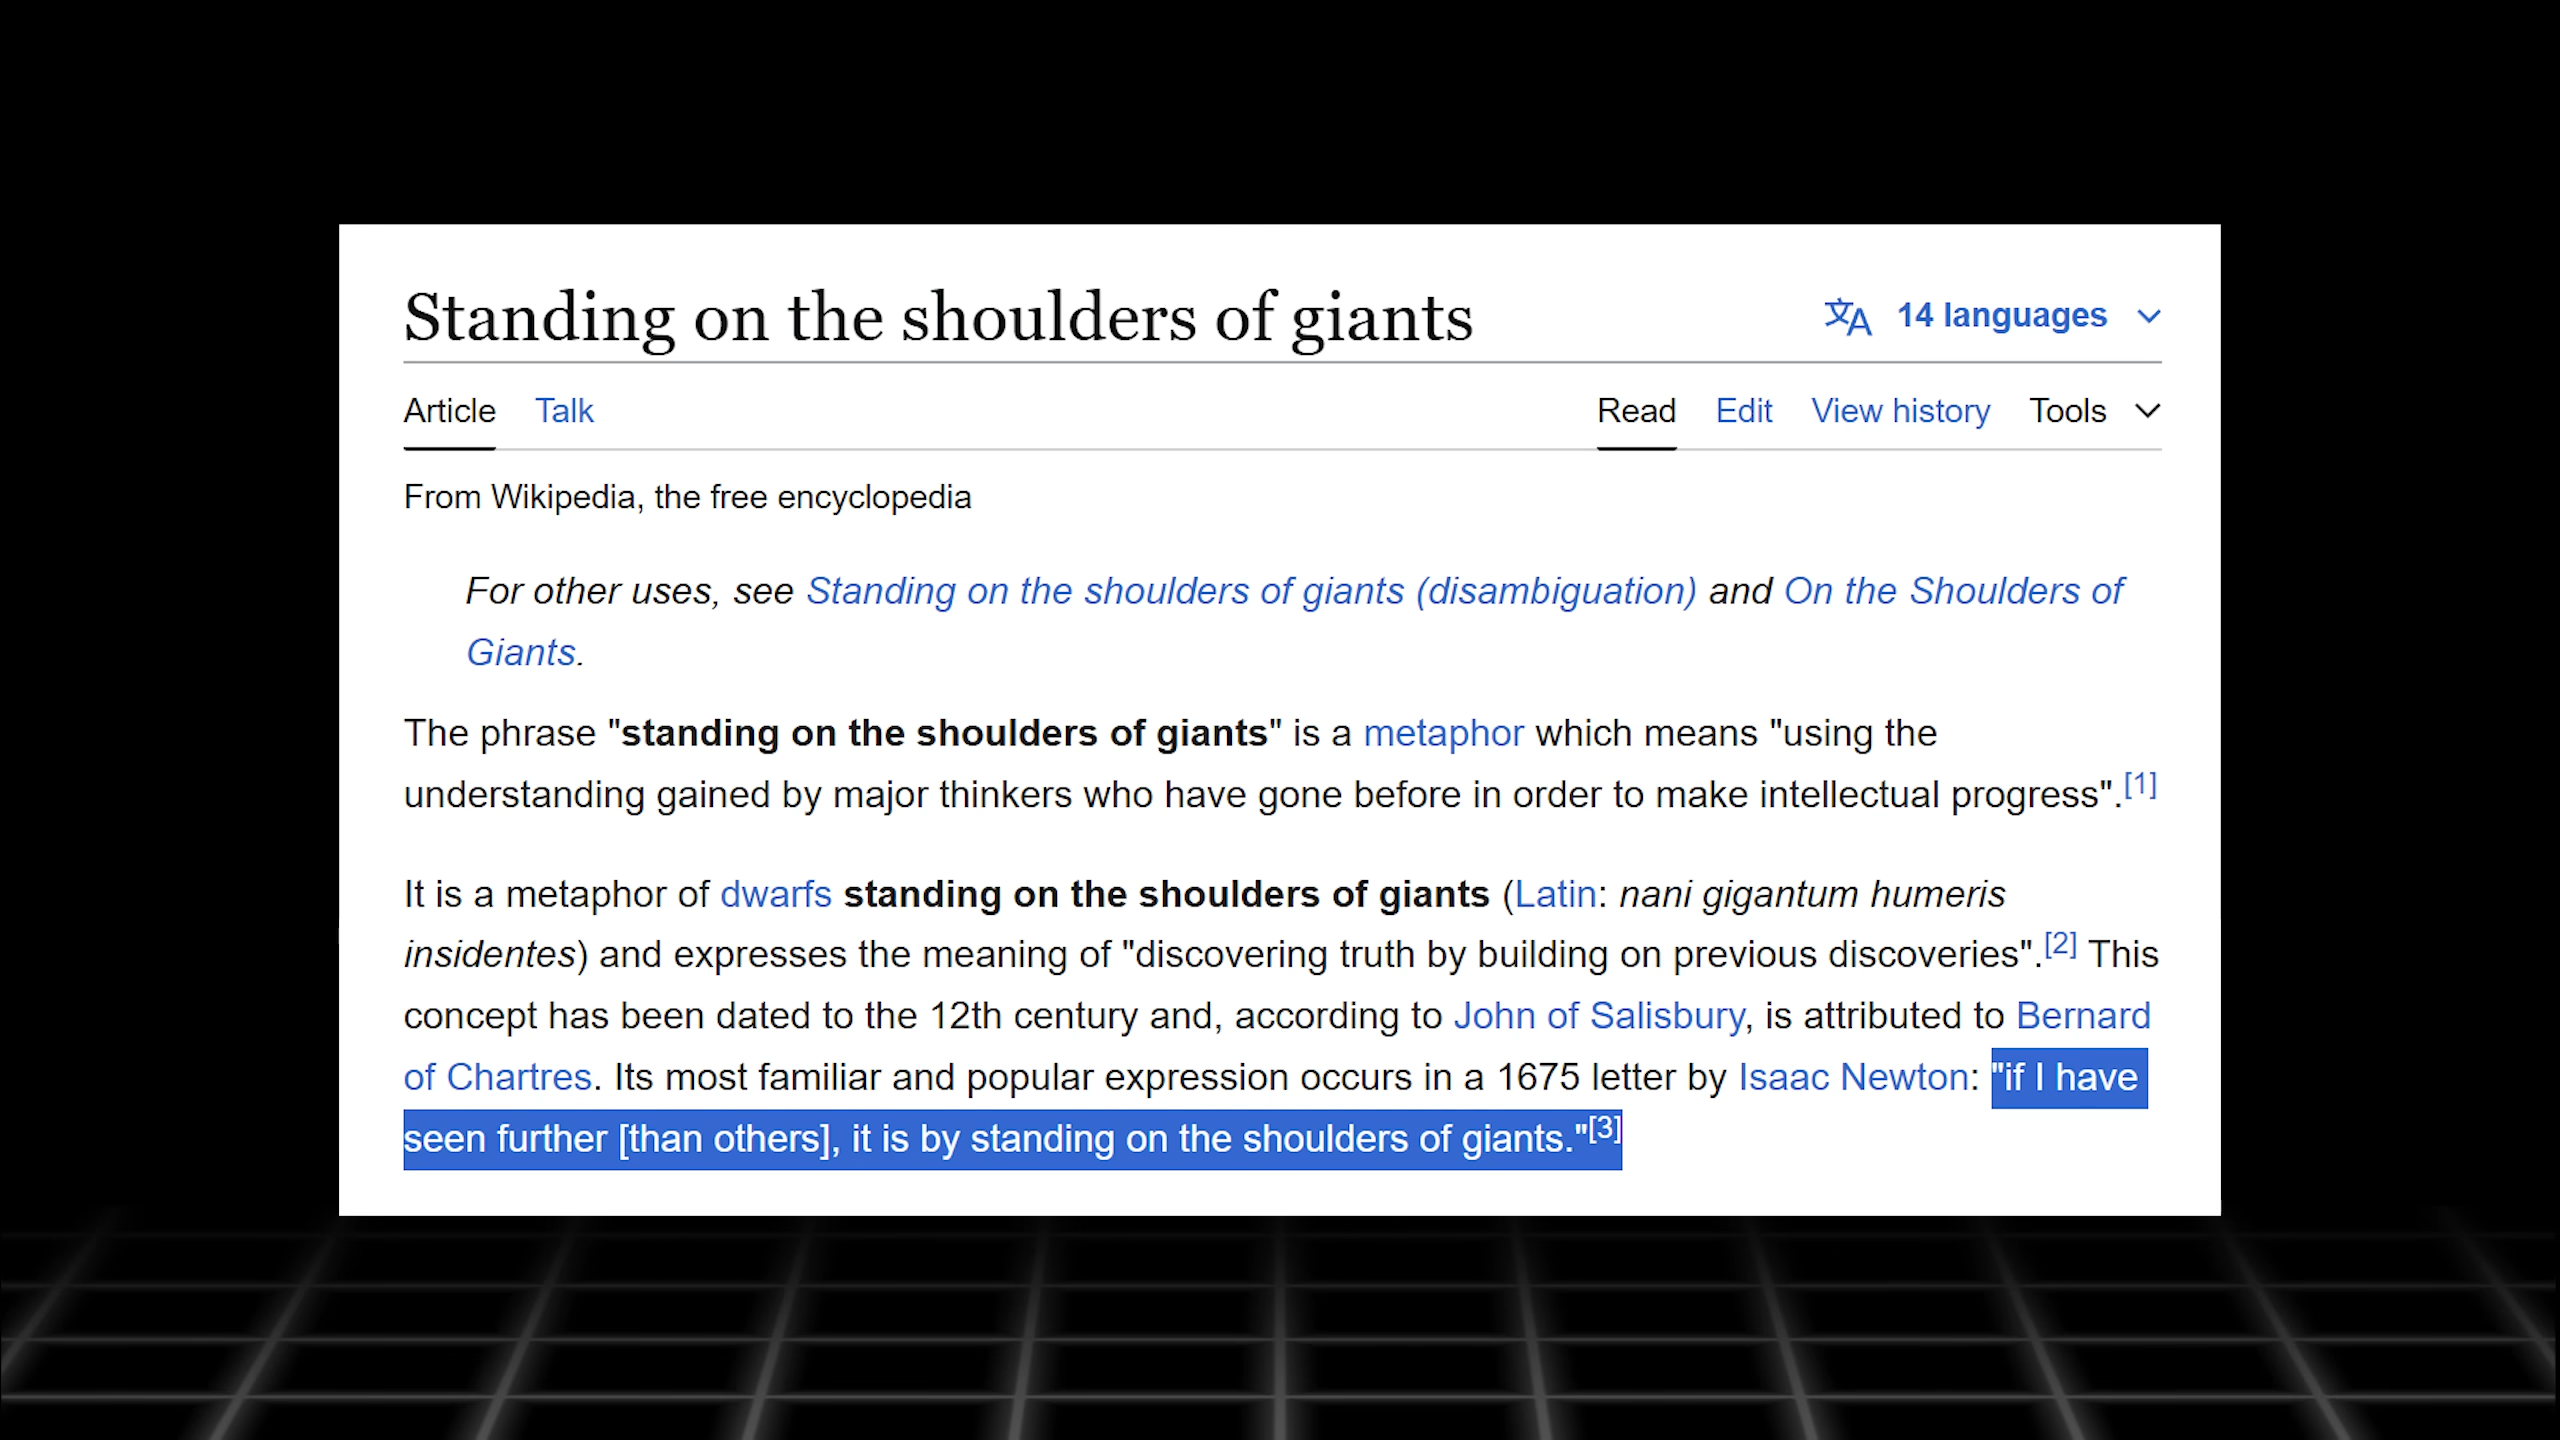 Standing on the shoulders of giants
文A 14 languages
Article Talk Read Edit View history Tools
From Wikipedia, the free encyclopedia
For other uses, see Standing on the shoulders of giants (disambiguation) and On the Shoulders of
Giants.
The phrase "standing on the shoulders of giants" is a metaphor which means "using the
understanding gained by major thinkers who have gone before in order to make intellectual progress".[1]
It is a metaphor of dwarfs standing on the shoulders of giants (Latin: nani gigantum humeris
insidentes) and expresses the meaning of "discovering truth by building on previous discoveries".[2] This
concept has been dated to the 12th century and, according to John of Salisbury, is attributed to Bernard
of Chartres. Its most familiar and popular expression occurs in a 1675 letter by Isaac Newton: "if I have
seen further [than others], it is by standing on the shoulders of giants."[3]